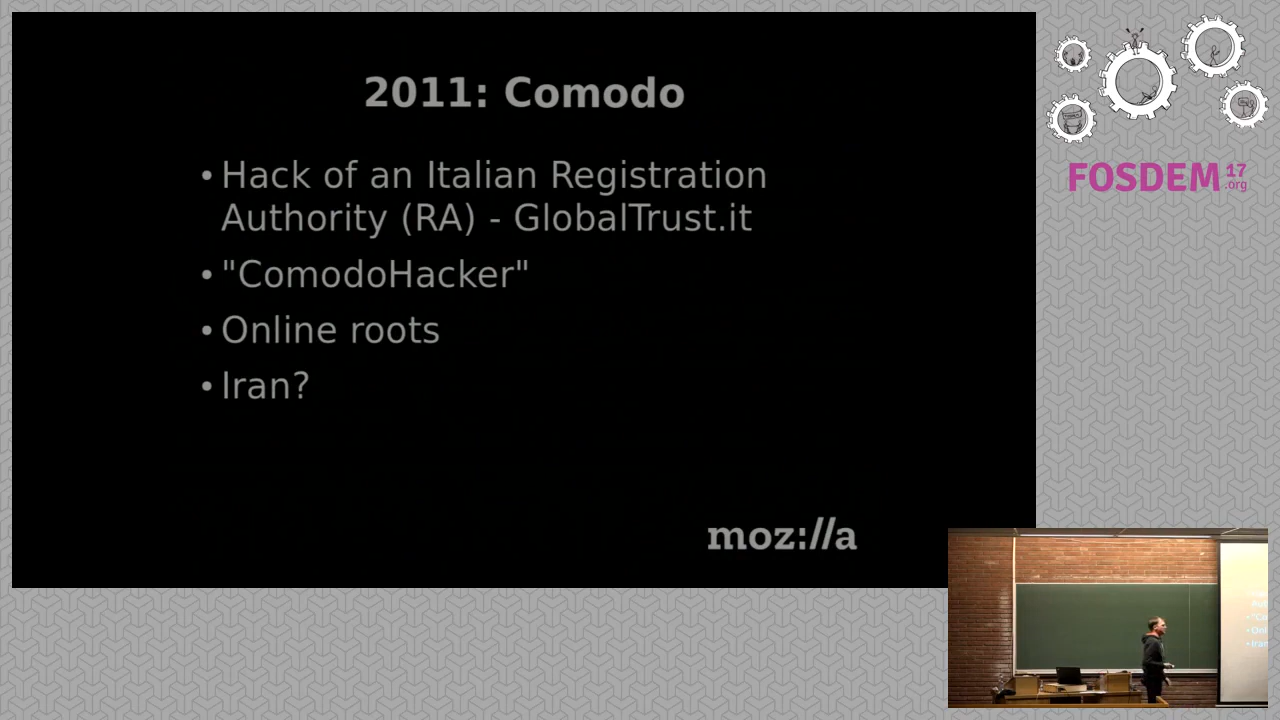 2011: Comodo
• Hack of an Italian Registration
Authority (RA) - GlobalTrust.it
• "ComodoHacker"
• Online roots
• Iran?
moz://a
FOSDEM 17
.org